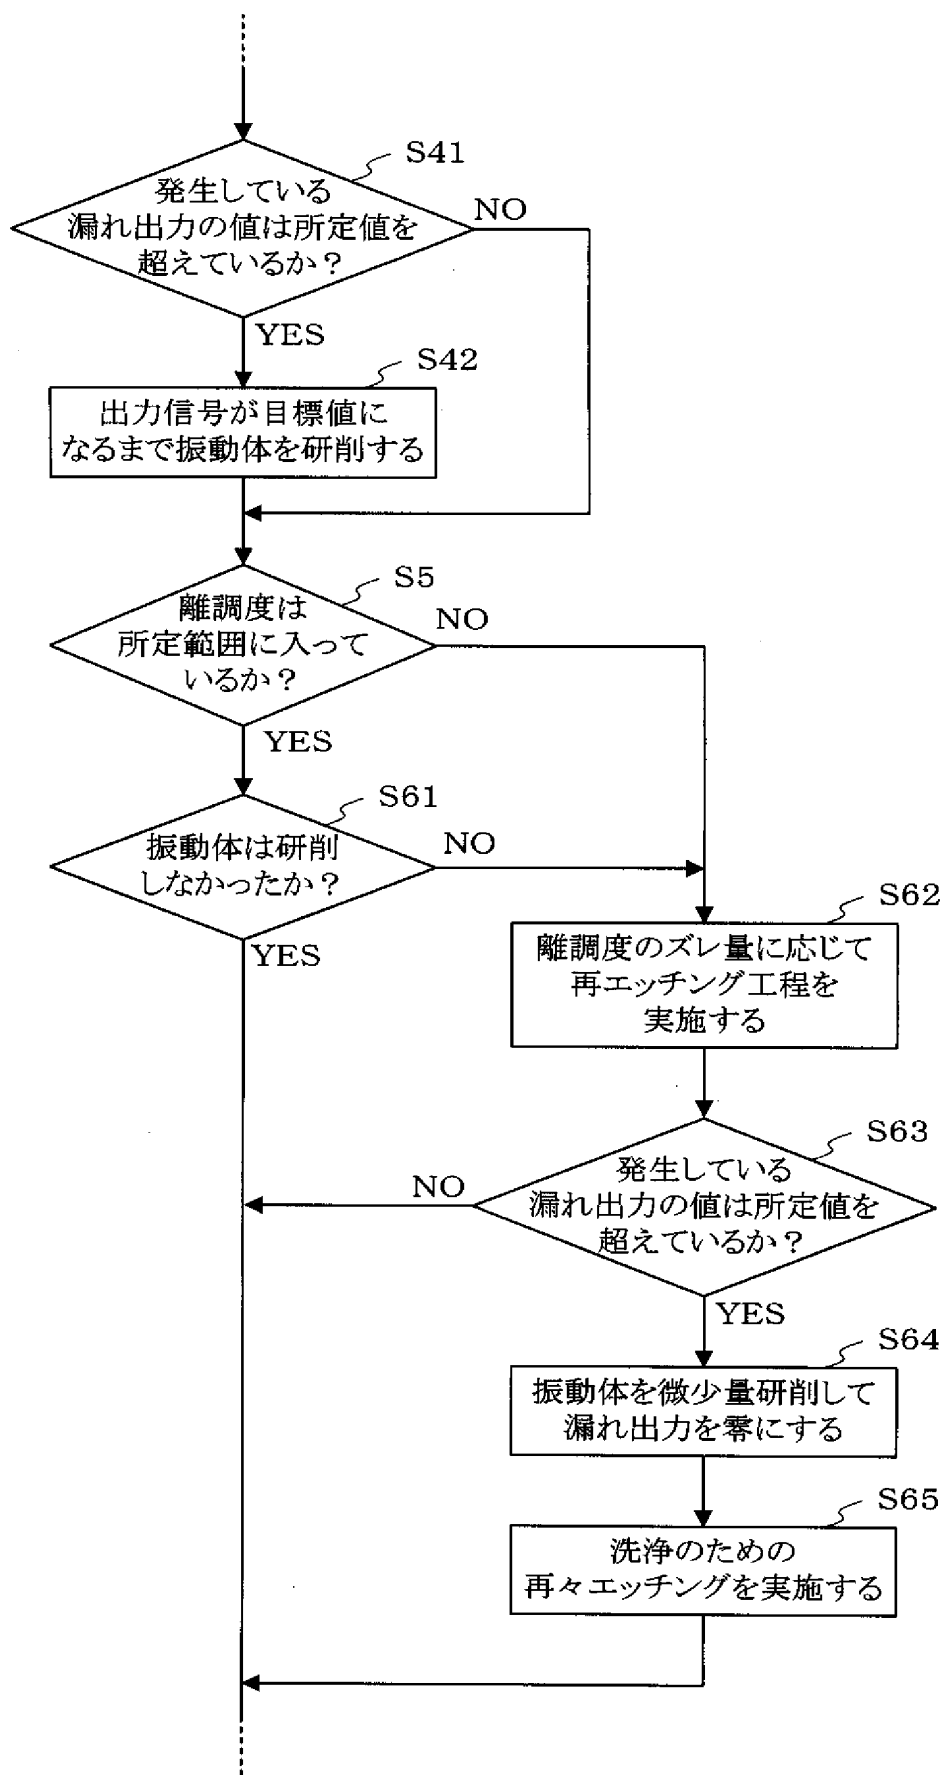 S41
発生している
漏れ出力の値は所定値を
超えているか？
NO
YES
S42
出力信号が目標値に
なるまで振動体を研削する
S5
離調度は
所定範囲に入って
いるか？
NO
YES
S61
振動体は研削
しなかったか？
NO
YES
S62
離調度のズレ量に応じて
再エッチング工程を
実施する
S63
発生している
漏れ出力の値は所定値を
超えているか？
NO
YES
S64
振動体を微少量研削して
漏れ出力を零にする
S65
洗浄のための
再々エッチングを実施する